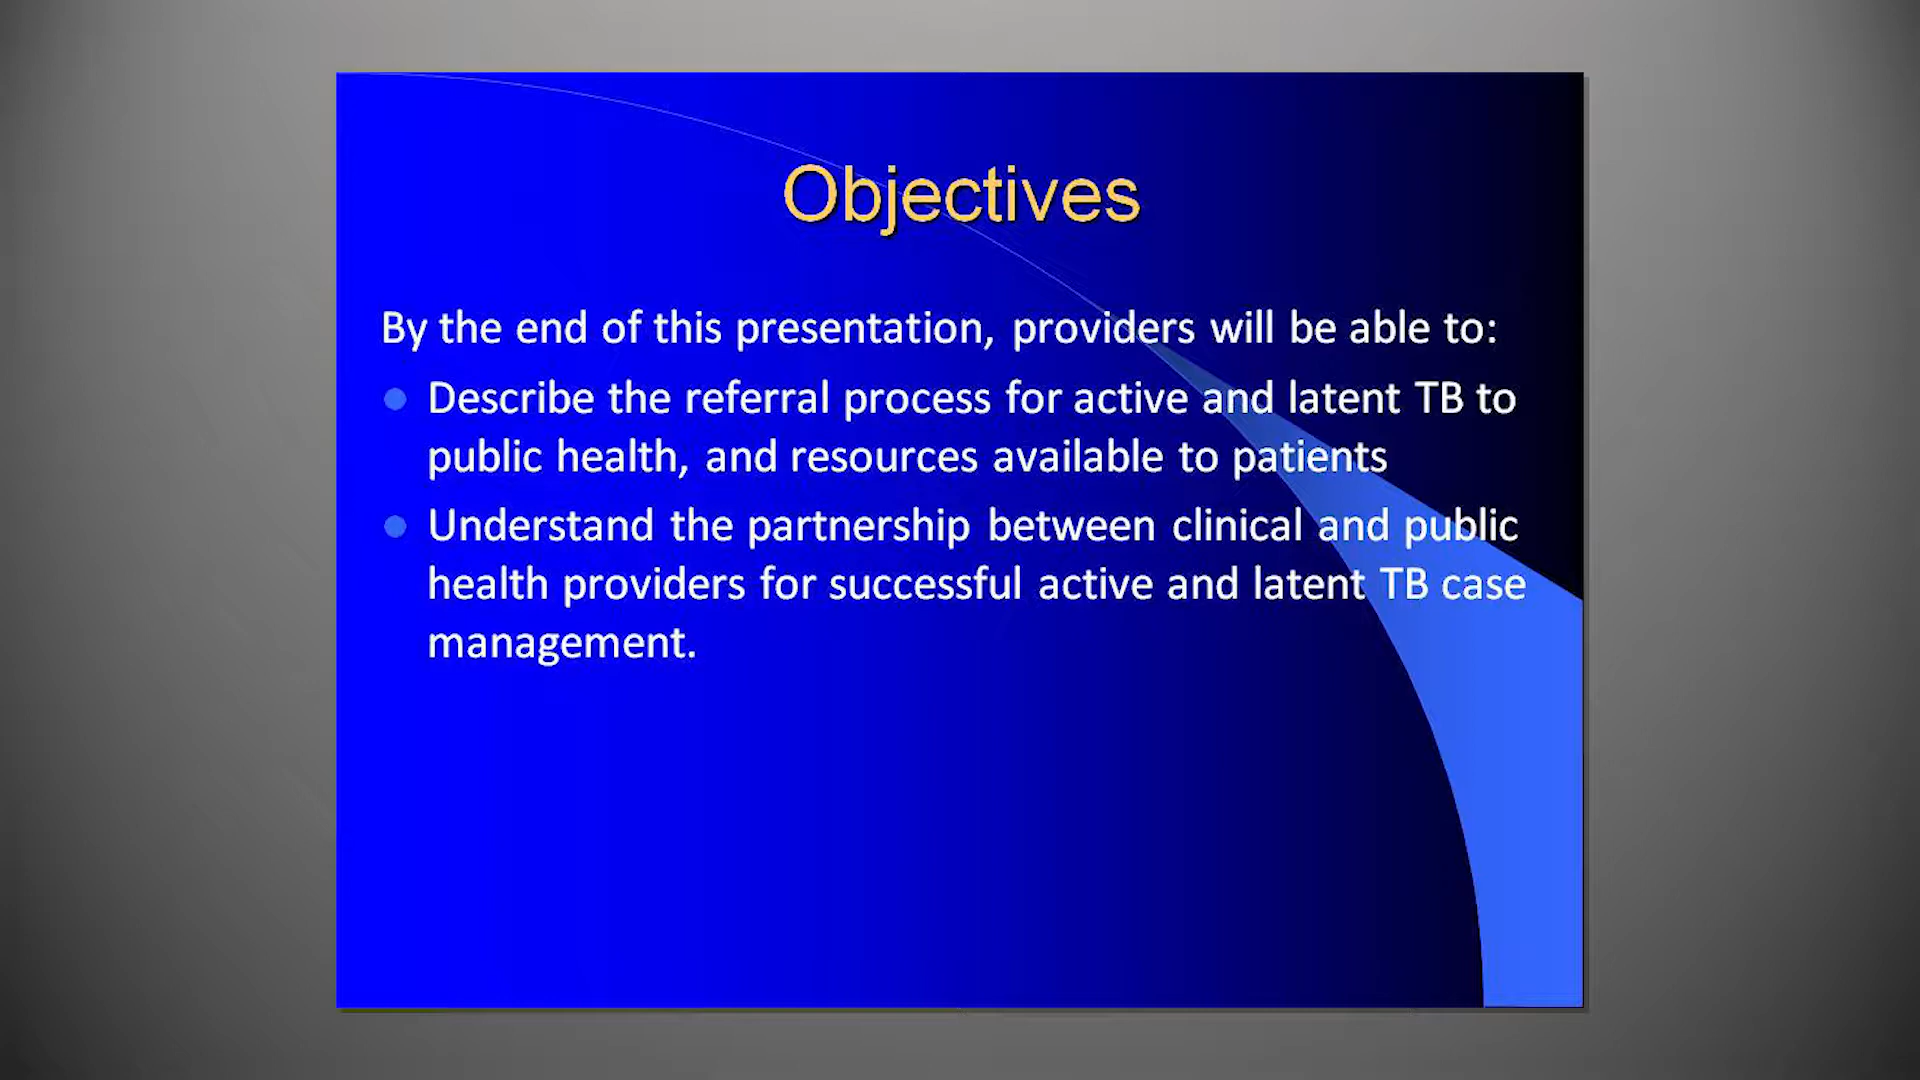 Objectives
By the end of this presentation, providers will be able to:
Describe the referral process for active and latent TB to
public health, and resources available to patients
Understand the partnership between clinical and public
health providers for successful active and latent TB case
management.